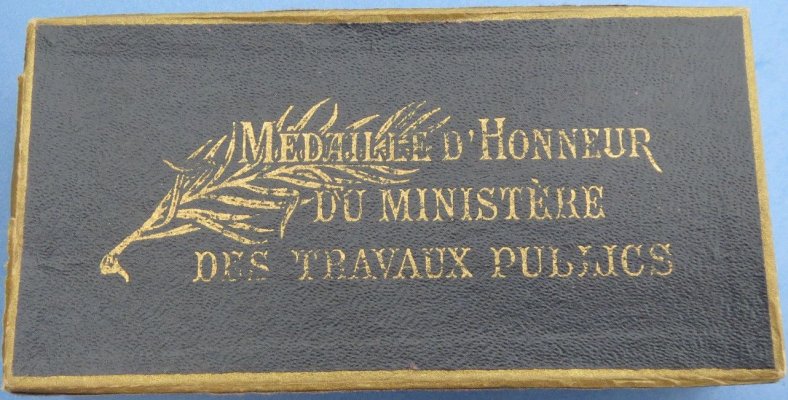 MÉDAILLE D'HONNEUR
DU MINISTÈRE
DES TRAVAUX PUBLICS